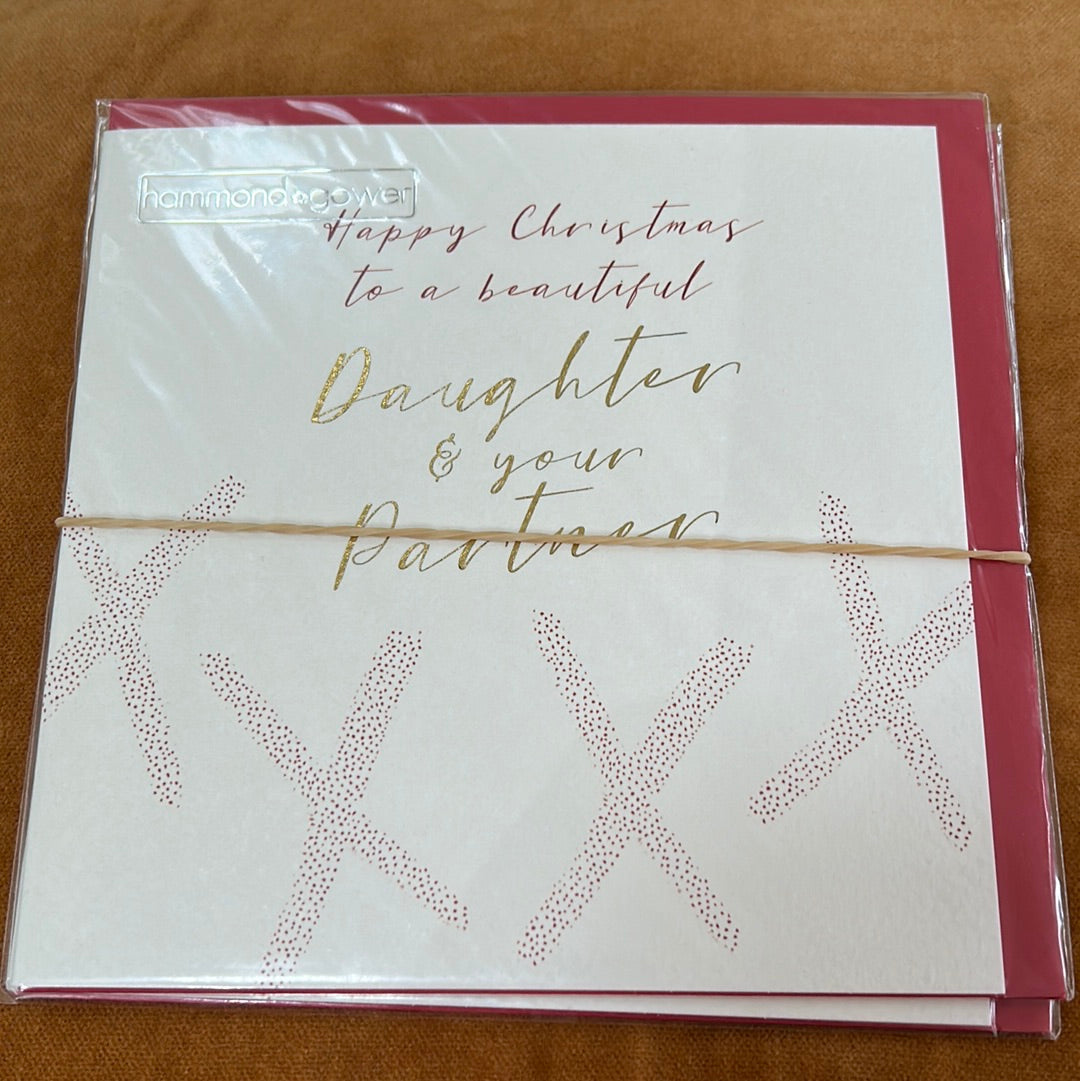 hammond gower
Happy Christmas
to a beautiful
Daughter
& your
Partner